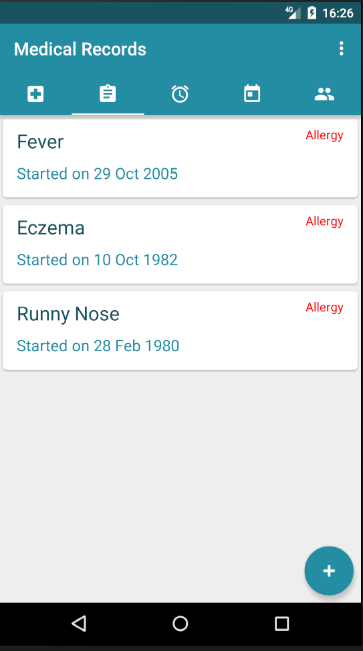 4G 16:26
Medical Records
Fever Allergy
Started on 29 Oct 2005
Eczema Allergy
Started on 10 Oct 1982
Runny Nose Allergy
Started on 28 Feb 1980